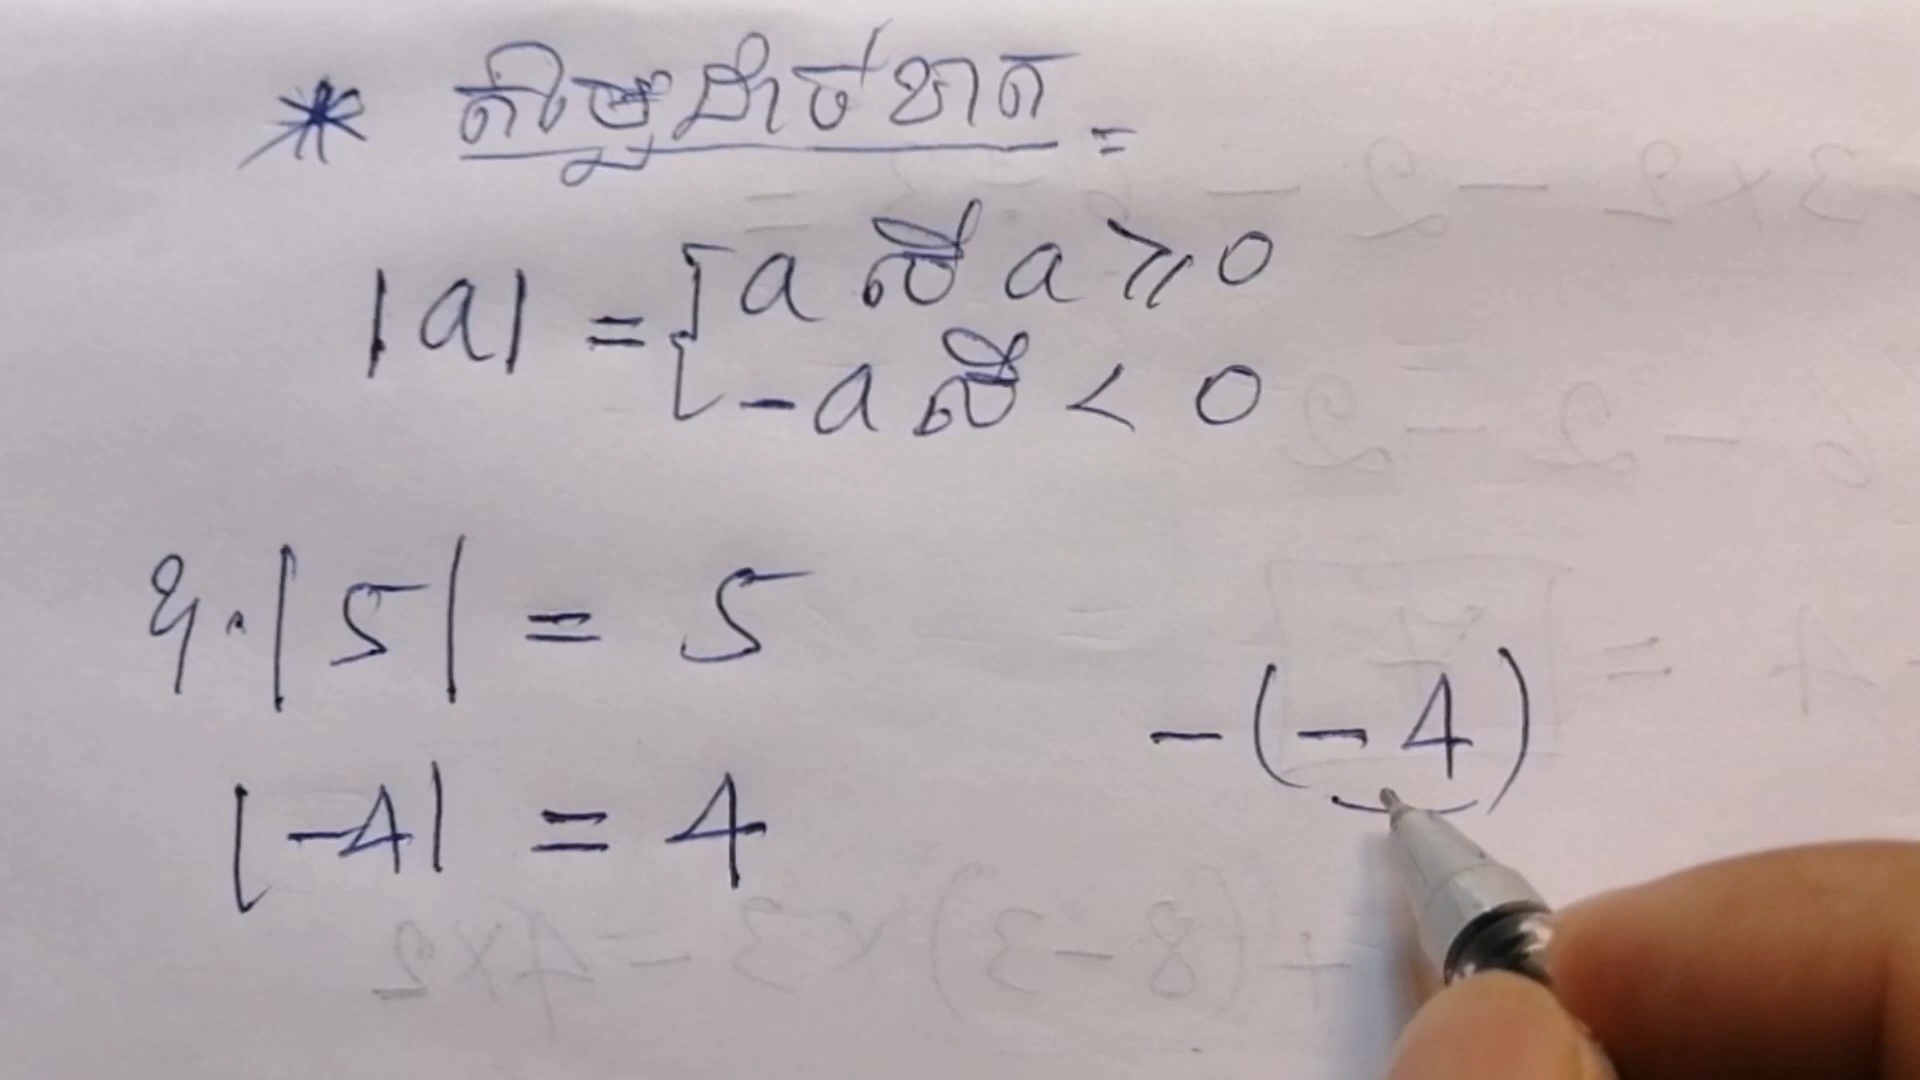 * តម្លៃដាច់ខាត =
|a| = { a បើ a ⩾ 0
-a បើ < 0
ឧ. |5| = 5
-(-4)
|-4| = 4